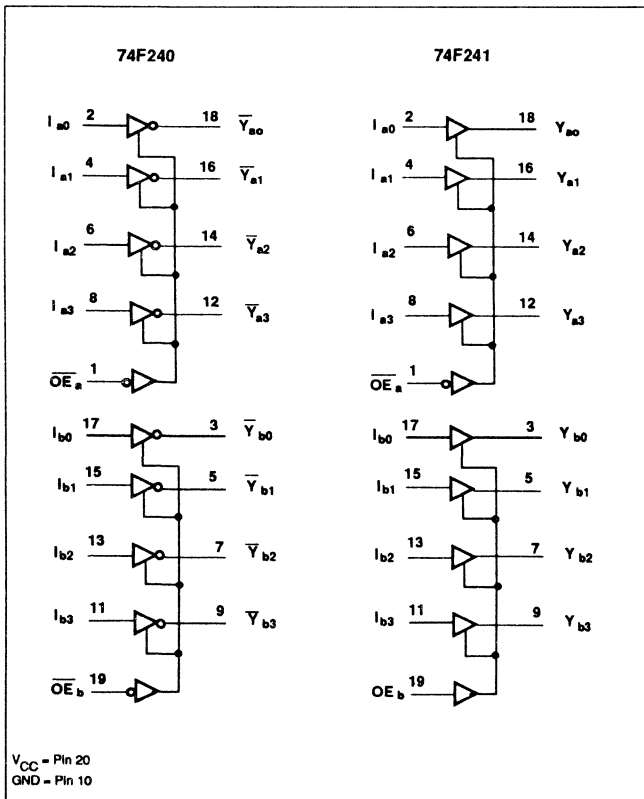 74F240 74F241
I a0 2 18 Y̅ ao I a0 2 18 Y ao
I a1 4 16 Y̅ a1 I a1 4 16 Y a1
I a2 6 14 Y̅ a2 I a2 6 14 Y a2
I a3 8 12 Y̅ a3 I a3 8 12 Y a3
O̅E̅ a 1 O̅E̅ a 1
I b0 17 3 Y̅ b0 I b0 17 3 Y b0
I b1 15 5 Y̅ b1 I b1 15 5 Y b1
I b2 13 7 Y̅ b2 I b2 13 7 Y b2
I b3 11 9 Y̅ b3 I b3 11 9 Y b3
O̅E̅ b 19 OE b 19
VCC = Pin 20
GND = Pin 10